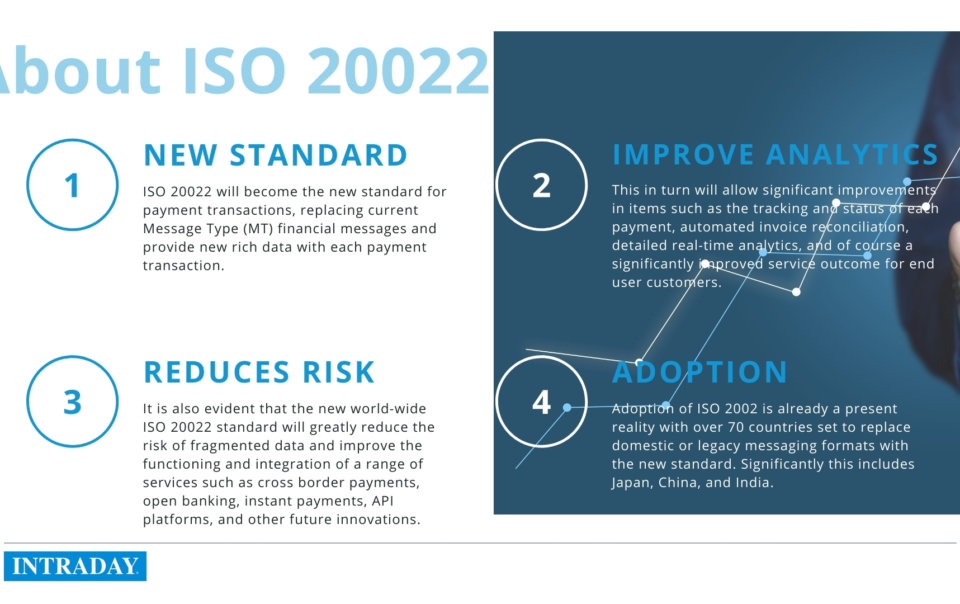 About ISO 20022
1
NEW STANDARD
ISO 20022 will become the new standard for
payment transactions, replacing current
Message Type (MT) financial messages and
provide new rich data with each payment
transaction.
2
IMPROVE ANALYTICS
This in turn will allow significant improvements
in items such as the tracking and status of each
payment, automated invoice reconciliation,
detailed real-time analytics, and of course a
significantly improved service outcome for end
user customers.
3
REDUCES RISK
It is also evident that the new world-wide
ISO 20022 standard will greatly reduce the
risk of fragmented data and improve the
functioning and integration of a range of
services such as cross border payments,
open banking, instant payments, API
platforms, and other future innovations.
4
ADOPTION
Adoption of ISO 2002 is already a present
reality with over 70 countries set to replace
domestic or legacy messaging formats with
the new standard. Significantly this includes
Japan, China, and India.
INTRADAY